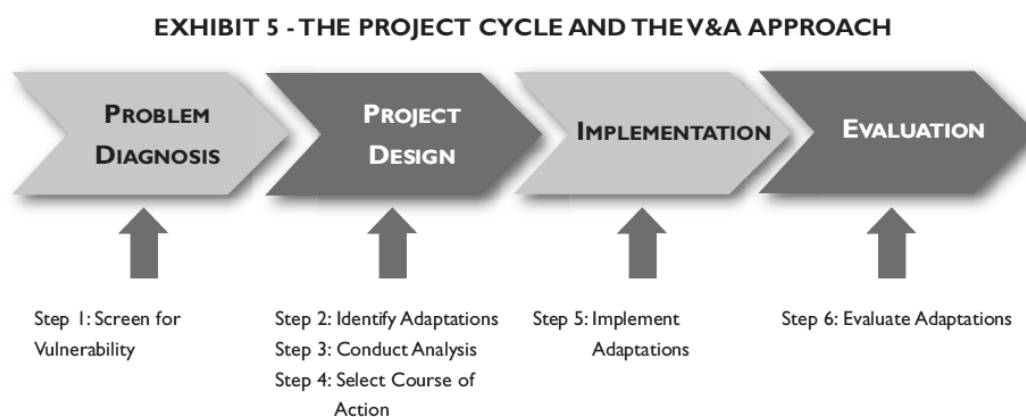 EXHIBIT 5 - THE PROJECT CYCLE AND THE V&A APPROACH
PROBLEM
DIAGNOSIS
PROJECT
DESIGN
IMPLEMENTATION
EVALUATION
Step 1: Screen for
Vulnerability
Step 2: Identify Adaptations
Step 3: Conduct Analysis
Step 4: Select Course of
Action
Step 5: Implement
Adaptations
Step 6: Evaluate Adaptations